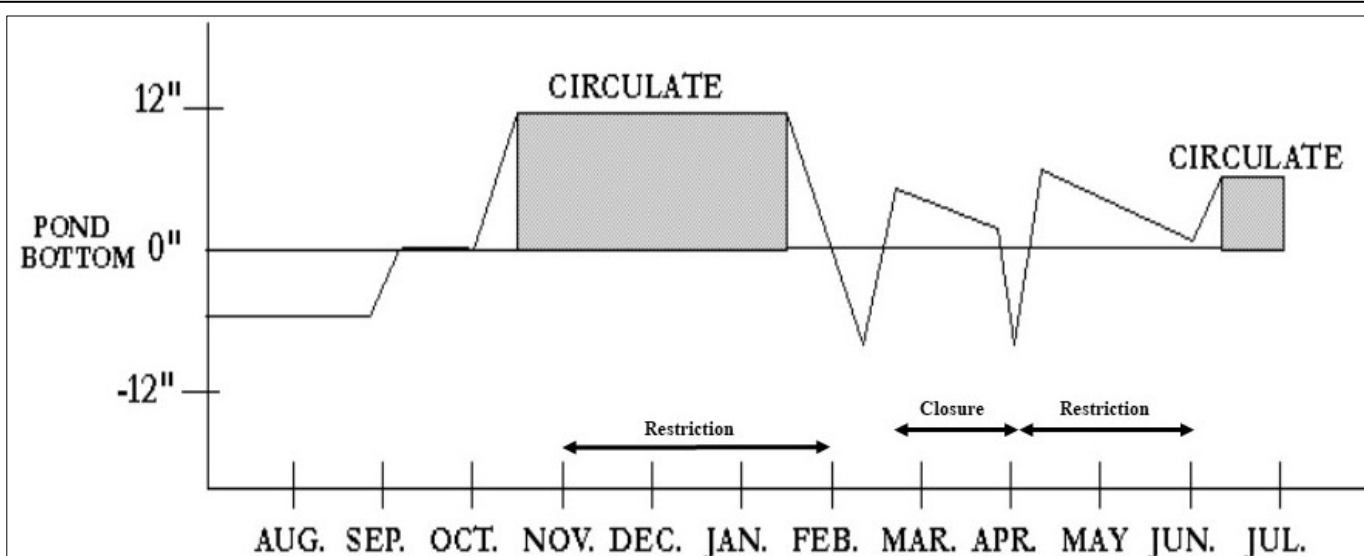 CIRCULATE
12"
CIRCULATE
POND
BOTTOM 0"
-12"
Closure Restriction
Restriction
AUG. SEP. OCT. NOV. DEC. JAN. FEB. MAR. APR. MAY JUN. JUL.